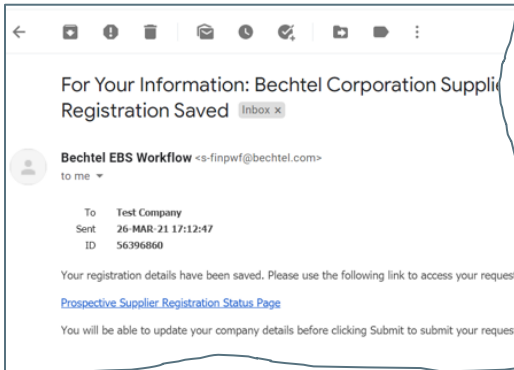 For Your Information: Bechtel Corporation
Registration Saved Inbox x
Bechtel EBS Workflow <s-finpwf@bechtel.com>
to me
To Test Company
Sent 26-MAR-21 17:12:47
ID 56396860
Your registration details have been saved. Please use the following link to access your
Prospective Supplier Registration Status Page
You will be able to update your company details before clicking Submit to submit your